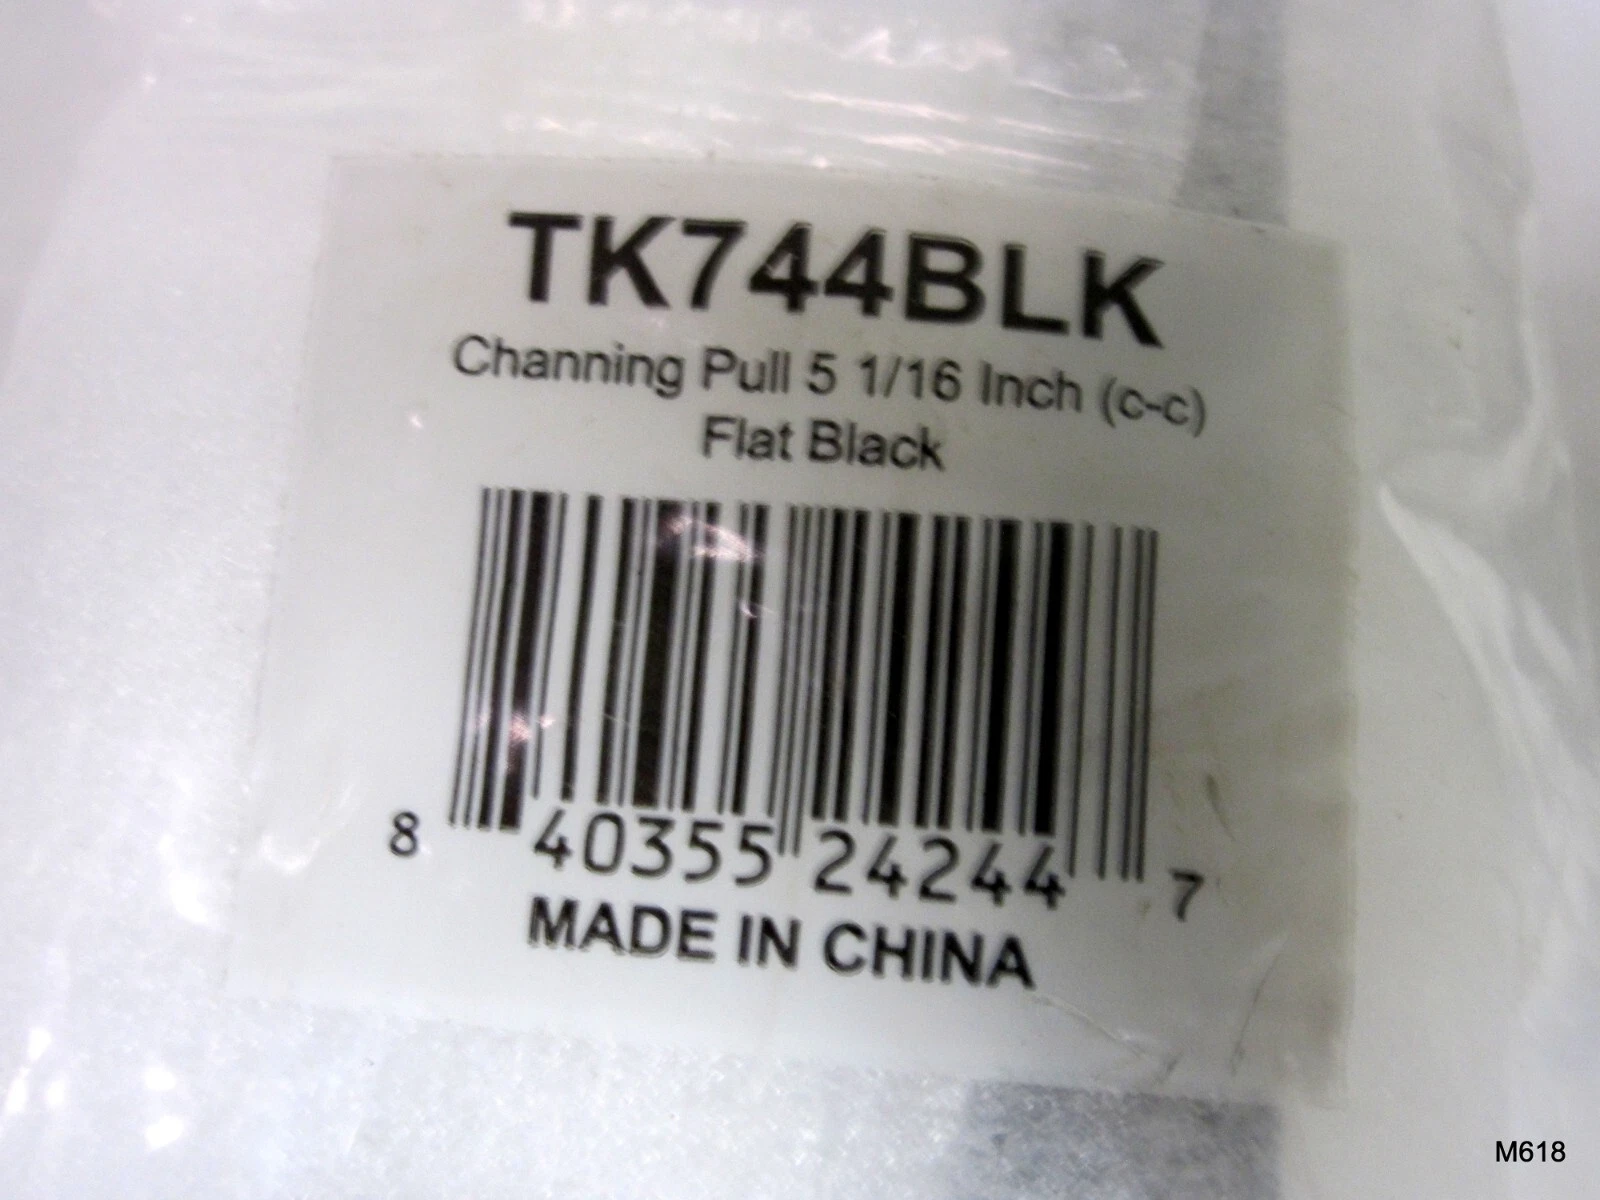 TK744BLK
Channing Pull 5 1/16 Inch (c-c)
Flat Black
8 40355 24244 7
MADE IN CHINA
M618